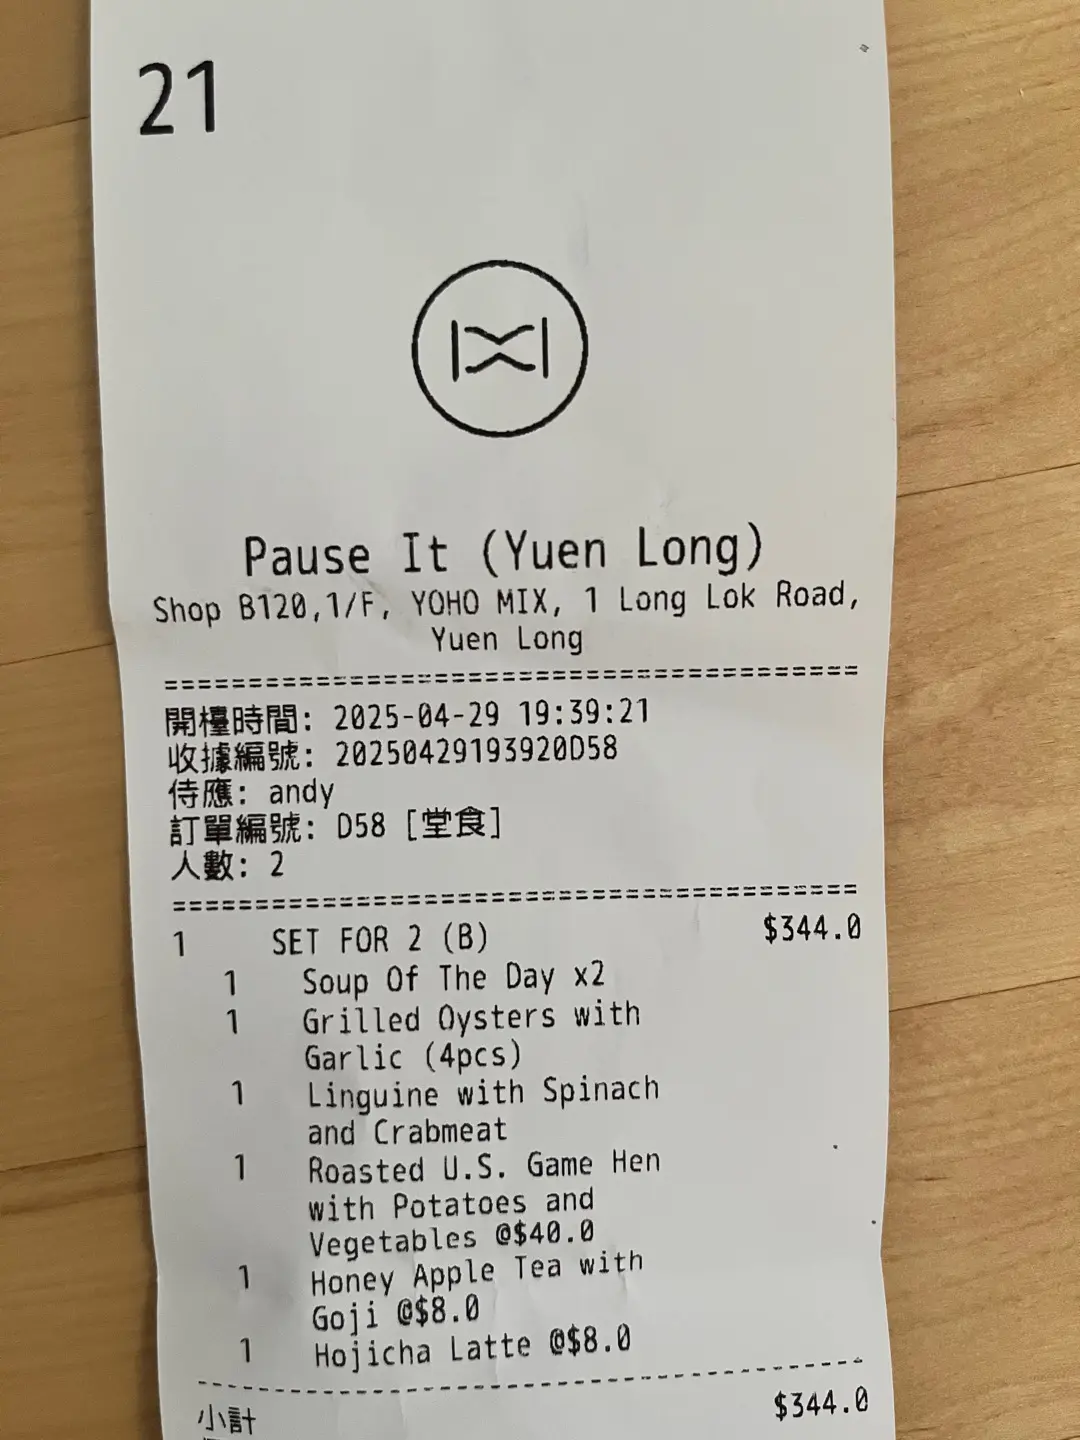 21
Pause It (Yuen Long)
Shop B120,1/F, YOHO MIX, 1 Long Lok Road,
Yuen Long
==========================================
開檯時間: 2025-04-29 19:39:21
收據編號: 20250429193920D58
侍應: andy
訂單編號: D58 [堂食]
人數: 2
==========================================
1 SET FOR 2 (B) $344.0
1 Soup Of The Day x2
1 Grilled Oysters with
Garlic (4pcs)
1 Linguine with Spinach
and Crabmeat
1 Roasted U.S. Game Hen
with Potatoes and
Vegetables @$40.0
1 Honey Apple Tea with
Goji @$8.0
1 Hojicha Latte @$8.0
------------------------------------------
小計 $344.0